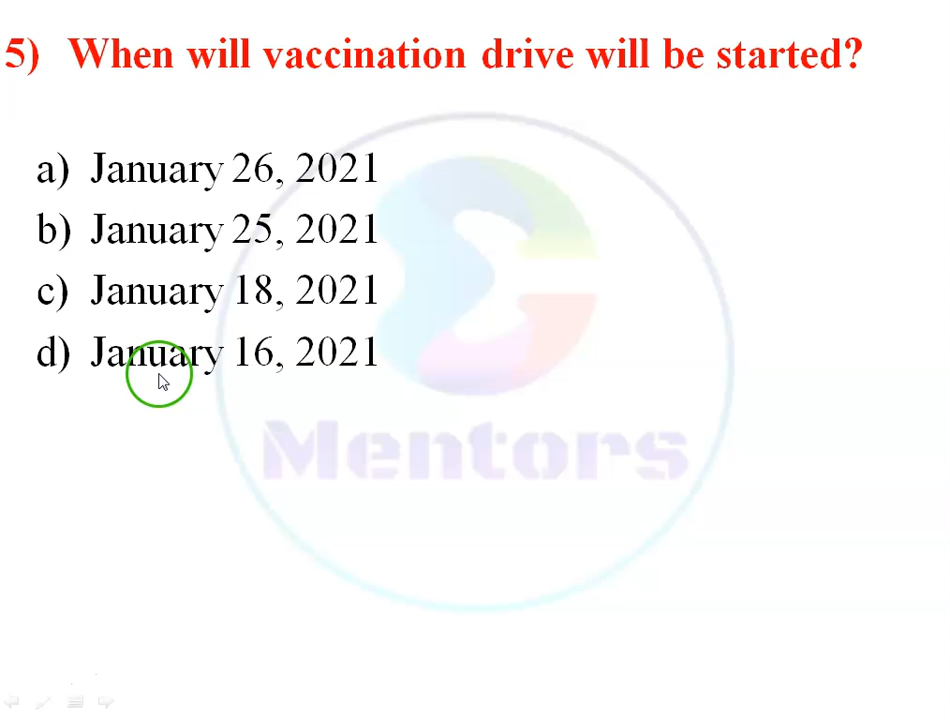 5) When will vaccination drive will be started?
a) January 26, 2021
b) January 25, 2021
c) January 18, 2021
d) January 16, 2021
Mentors